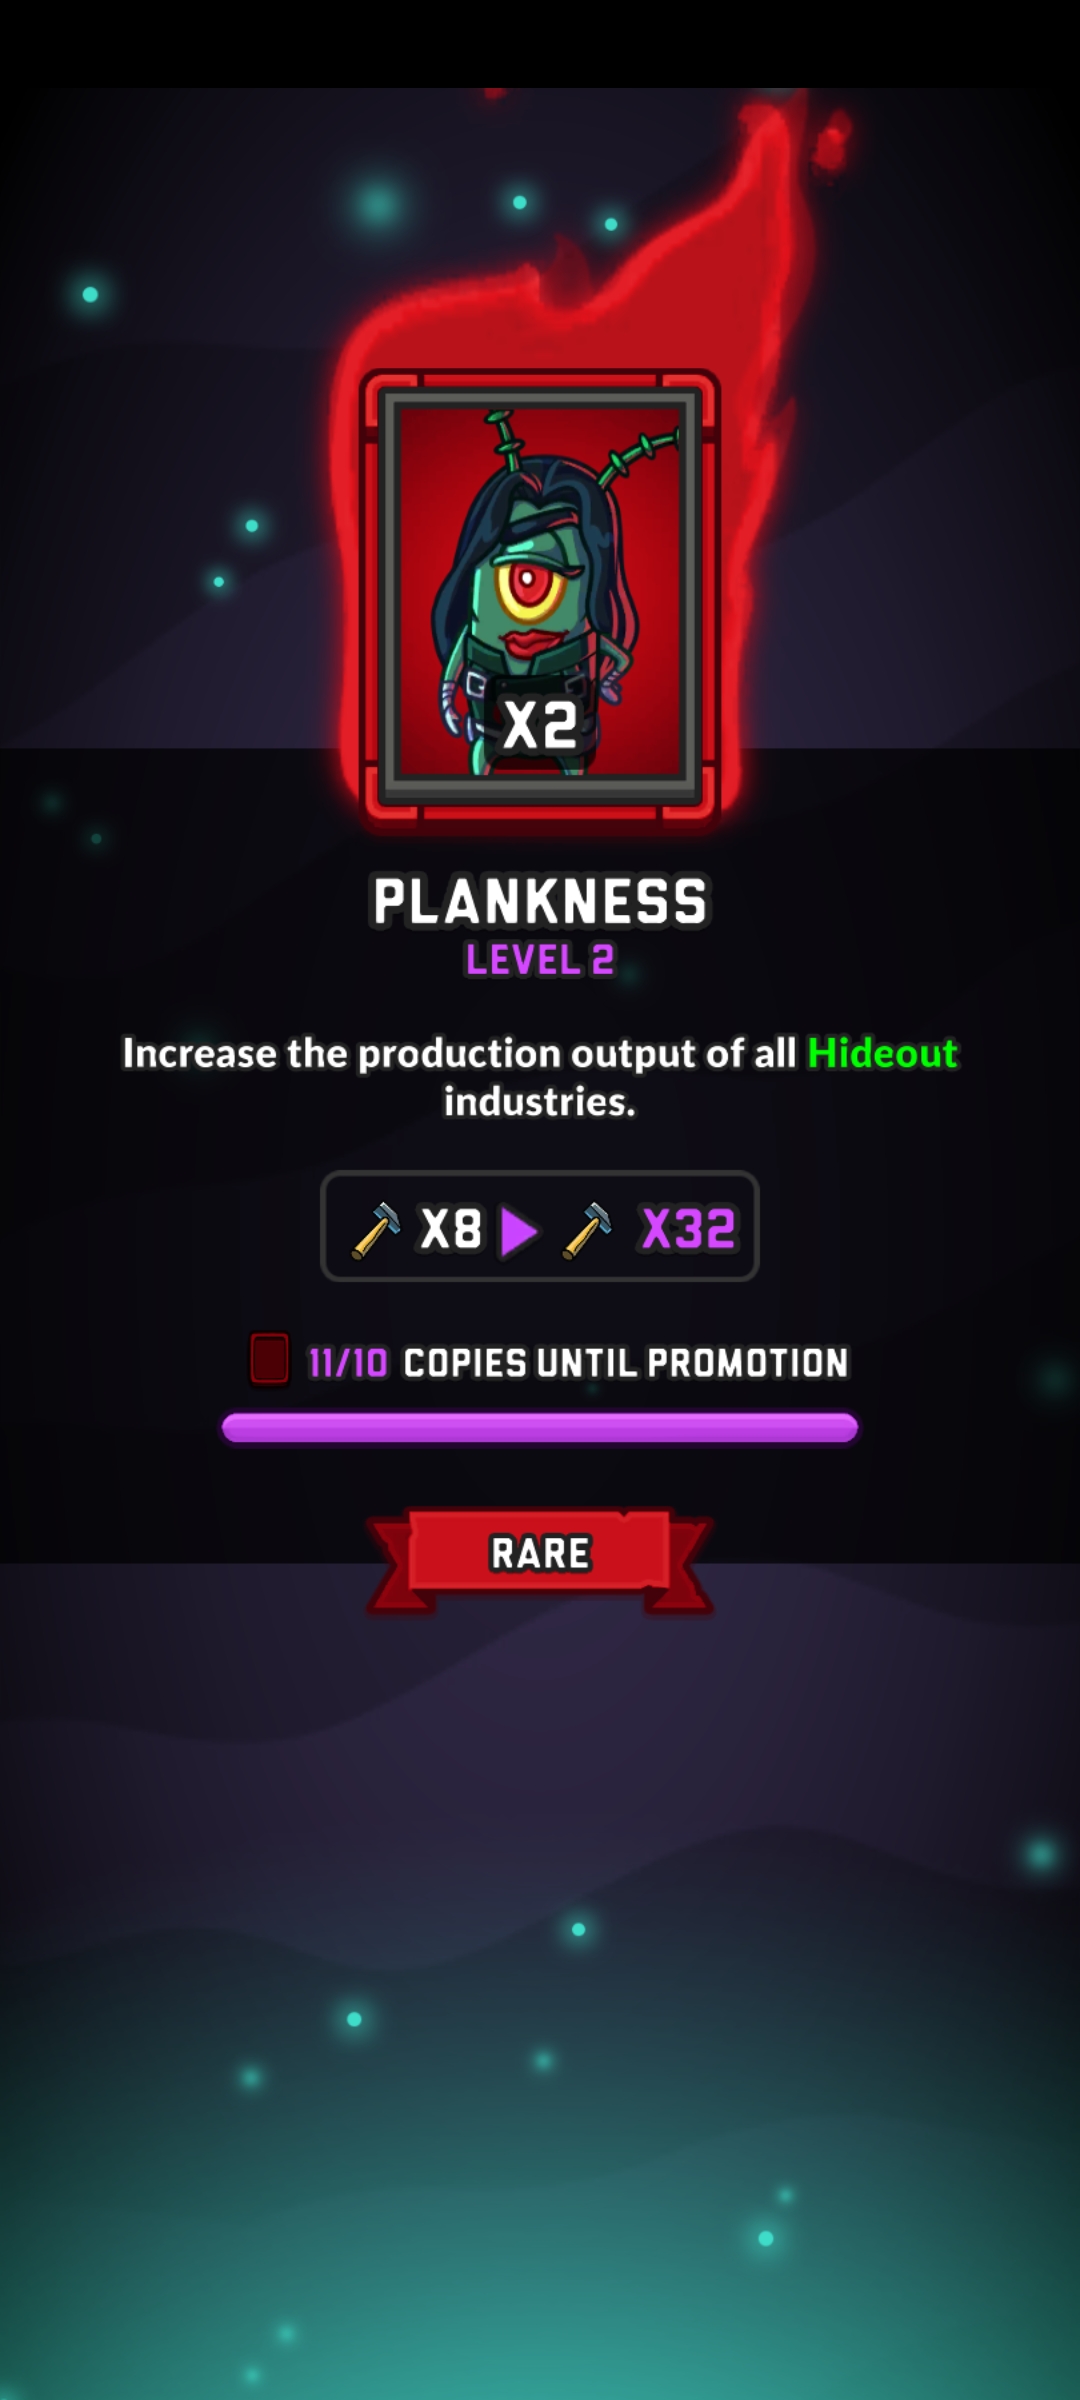 X2
PLANKNESS
LEVEL 2
Increase the production output of all Hideout
industries.
X8 X32
11/10 COPIES UNTIL PROMOTION
RARE